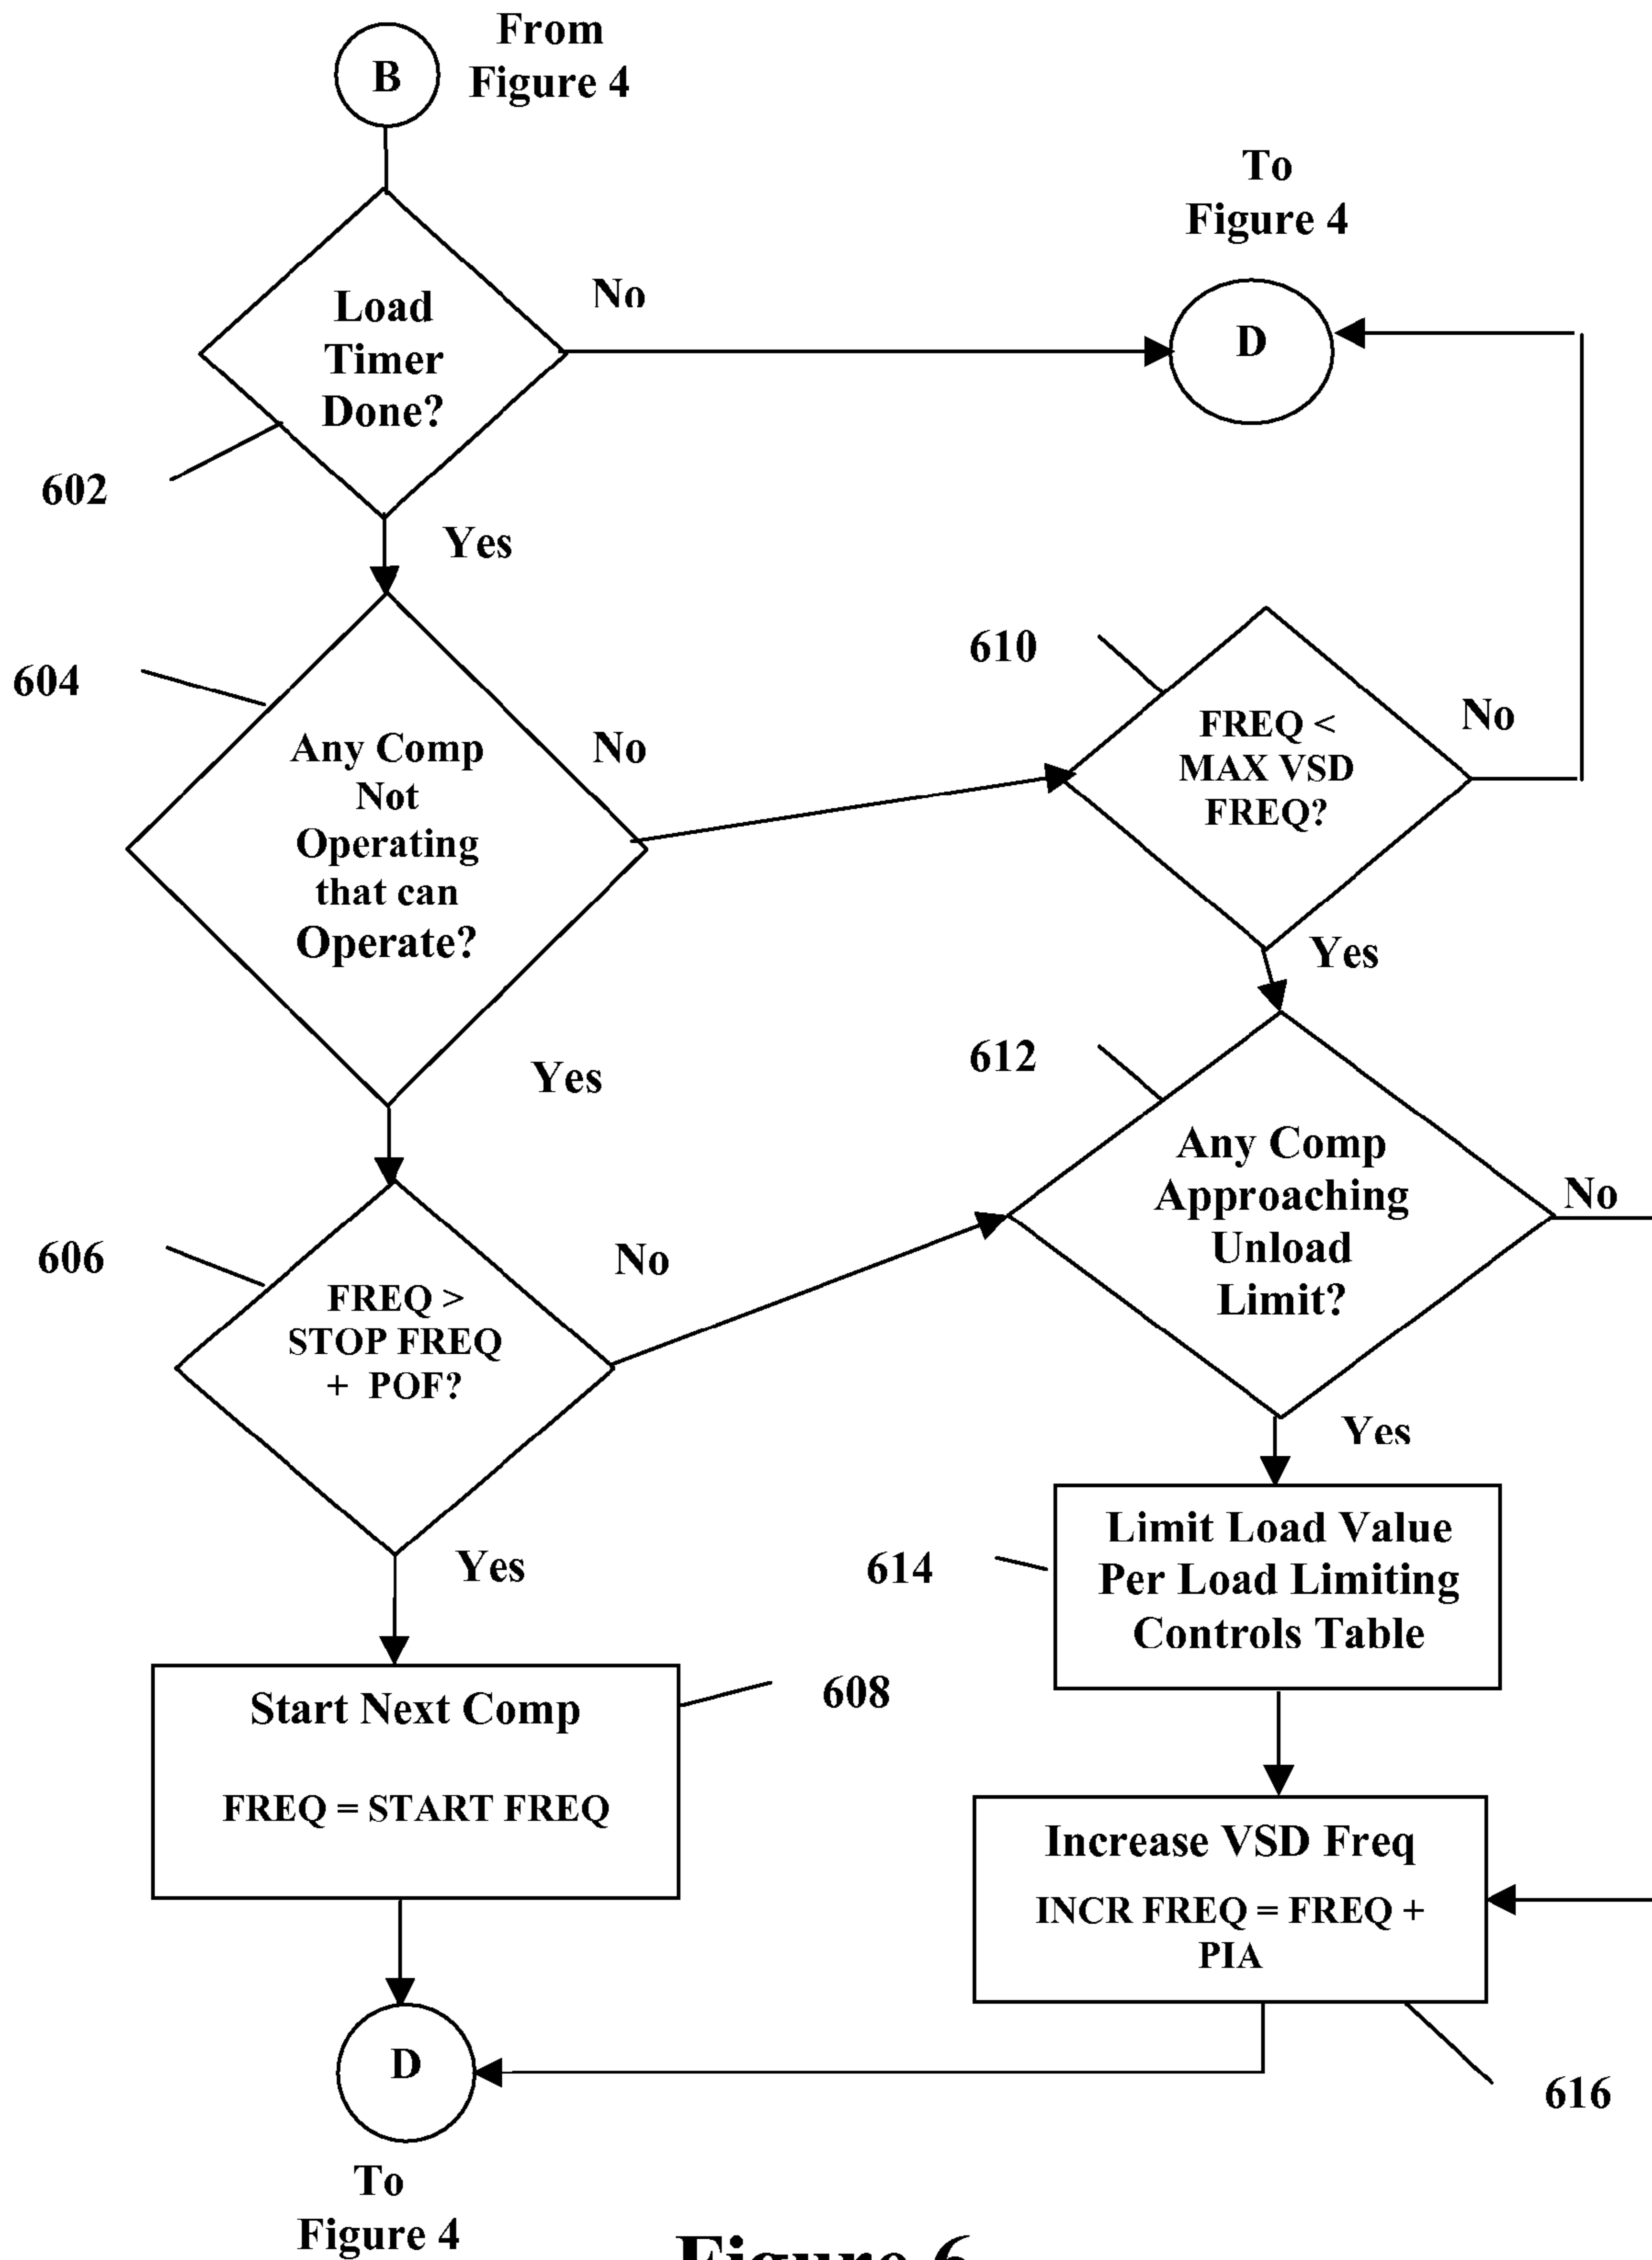 B
From
Figure 4
To
Figure 4
Load
Timer
Done?
No
D
602
Yes
604
Any Comp
Not
Operating
that can
Operate?
No
610
FREQ <
MAX VSD
FREQ?
No
Yes
Yes
612
Any Comp
Approaching
Unload
Limit?
No
606
FREQ >
STOP FREQ
+ POF?
No
Yes
Yes
614
Limit Load Value
Per Load Limiting
Controls Table
Start Next Comp
FREQ = START FREQ
608
Increase VSD Freq
INCR FREQ = FREQ +
PIA
616
D
To
Figure 4
Figure 6